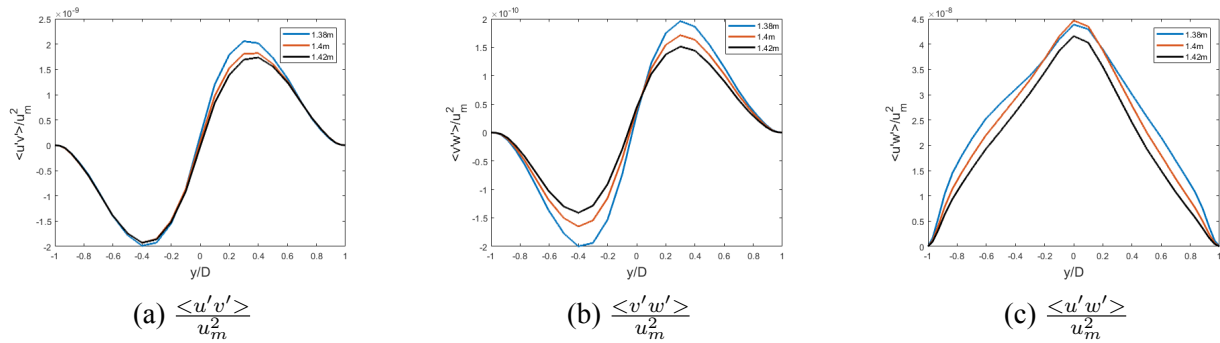 ×10⁻⁹
2.5
2
1.5
1
0.5
0
-0.5
-1
-1.5
-2
<u'v'>/u²ₘ
-1 -0.8 -0.6 -0.4 -0.2 0 0.2 0.4 0.6 0.8 1
y/D
1.38m
1.4m
1.42m
(a) <u'v'>/u²ₘ
×10⁻¹⁰
2
1.5
1
0.5
0
-0.5
-1
-1.5
-2
<v'w'>/u²ₘ
-1 -0.8 -0.6 -0.4 -0.2 0 0.2 0.4 0.6 0.8 1
y/D
1.38m
1.4m
1.42m
(b) <v'w'>/u²ₘ
×10⁻⁸
4.5
4
3.5
3
2.5
2
1.5
1
0.5
0
<u'w'>/u²ₘ
-1 -0.8 -0.6 -0.4 -0.2 0 0.2 0.4 0.6 0.8 1
y/D
1.38m
1.4m
1.42m
(c) <u'w'>/u²ₘ